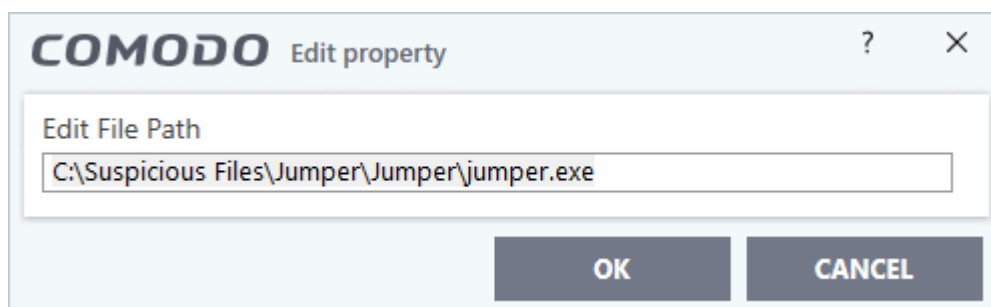 COMODO Edit property ? ×
Edit File Path
C:\Suspicious Files\Jumper\Jumper\jumper.exe
OK CANCEL